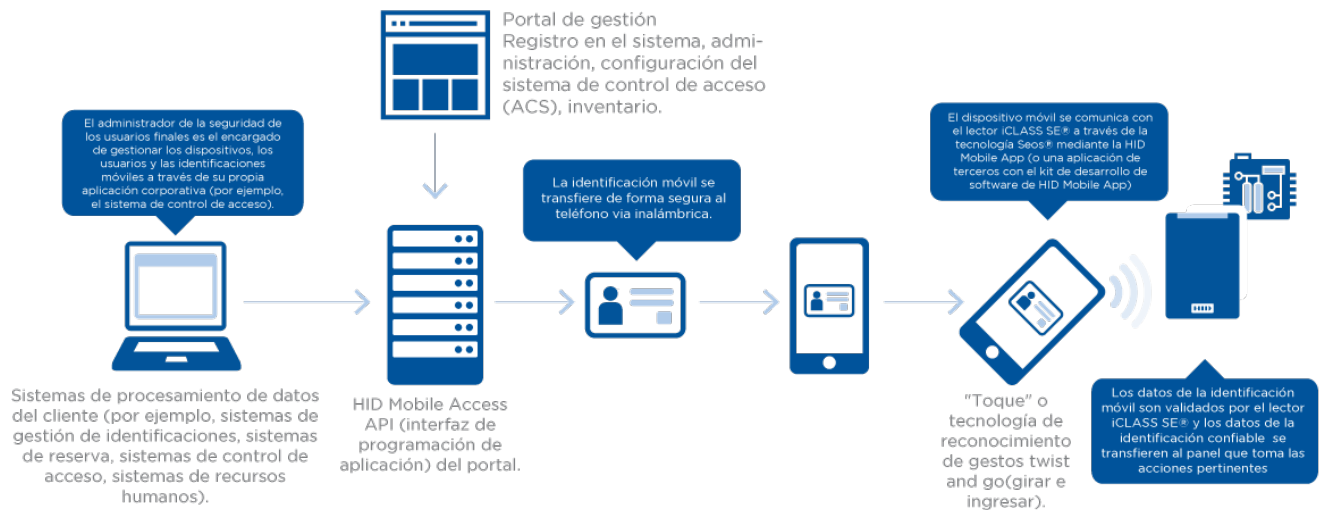 Portal de gestión
Registro en el sistema, admi-
nistración, configuración del
sistema de control de acceso
(ACS), inventario.
El administrador de la seguridad de
los usuarios finales es el encargado
de gestionar los dispositivos, los
usuarios y las identificaciones
móviles a través de su propia
aplicación corporativa (por ejemplo,
el sistema de control de acceso).
La identificación móvil se
transfiere de forma segura al
teléfono via inalámbrica.
El dispositivo móvil se comunica con
el lector iCLASS SE® a través de la
tecnología Seos® mediante la HID
Mobile App (o una aplicación de
terceros con el kit de desarrollo de
software de HID Mobile App)
Sistemas de procesamiento de datos
del cliente (por ejemplo, sistemas de
gestión de identificaciones, sistemas
de reserva, sistemas de control de
acceso, sistemas de recursos
humanos).
HID Mobile Access
API (interfaz de
programación de
aplicación) del portal.
"Toque" o
tecnología de
reconocimiento
de gestos twist
and go(girar e
ingresar).
Los datos de la identificación
móvil son validados por el lector
iCLASS SE® y los datos de la
identificación confiable se
transfieren al panel que toma las
acciones pertinentes